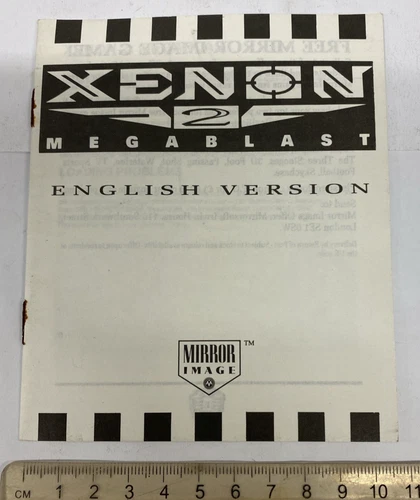 XENON
2
MEGABLAST
ENGLISH VERSION
MIRROR
IMAGE
TM
CM 1 2 3 4 5 6 7 8 9 10 11